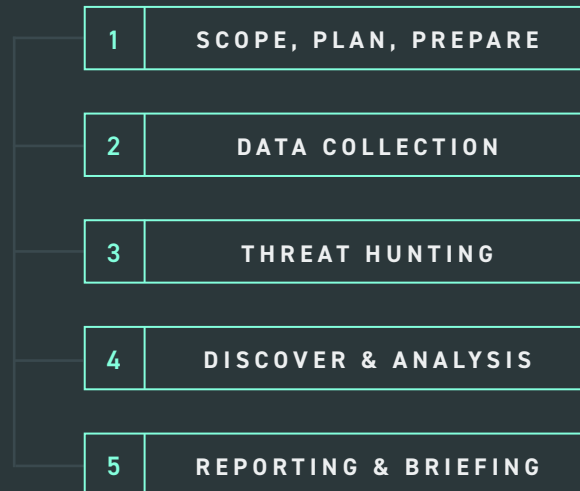 1 SCOPE, PLAN, PREPARE
2 DATA COLLECTION
3 THREAT HUNTING
4 DISCOVER & ANALYSIS
5 REPORTING & BRIEFING